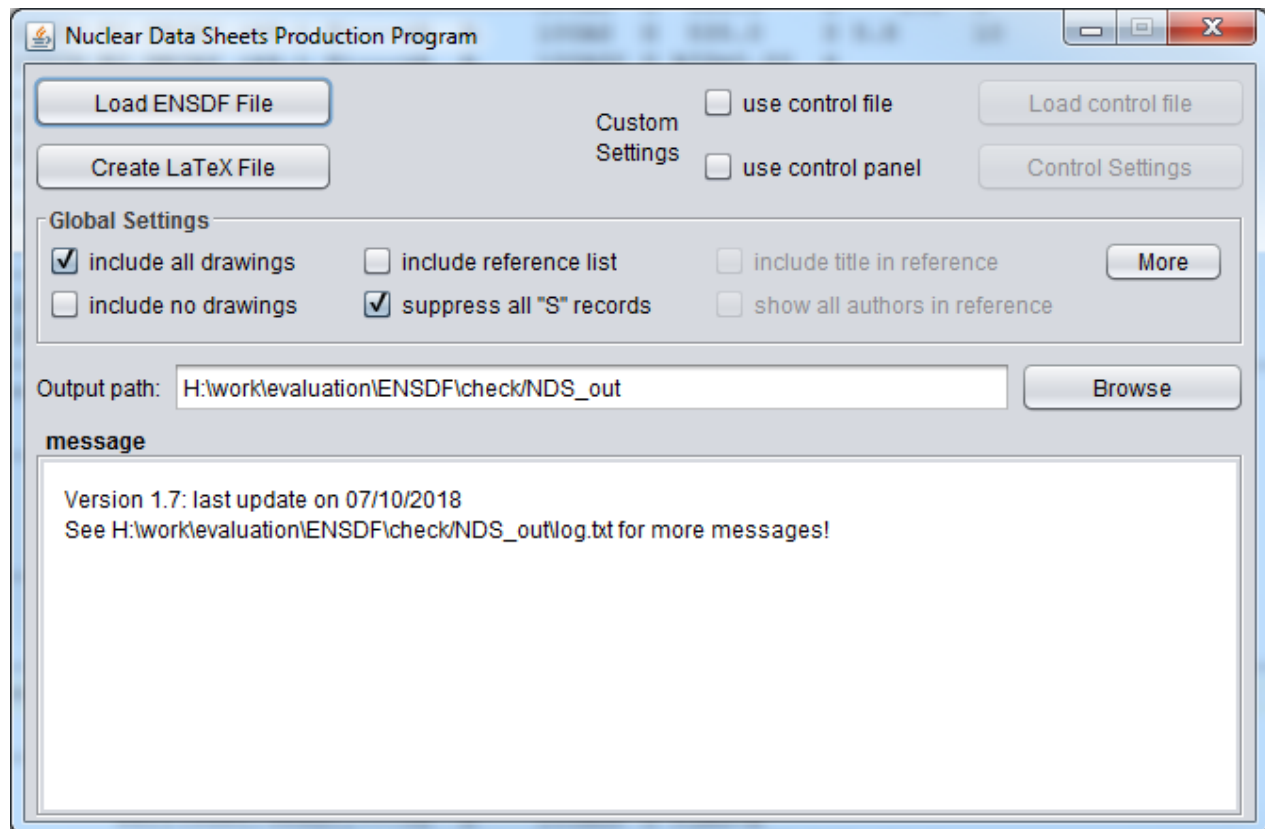 Nuclear Data Sheets Production Program
Load ENSDF File
Create LaTeX File
Custom
Settings
use control file
Load control file
use control panel
Control Settings
Global Settings
include all drawings
include reference list
include title in reference
More
include no drawings
suppress all "S" records
show all authors in reference
Output path: H:\work\evaluation\ENSDF\check/NDS_out
Browse
message
Version 1.7: last update on 07/10/2018
See H:\work\evaluation\ENSDF\check/NDS_out\log.txt for more messages!